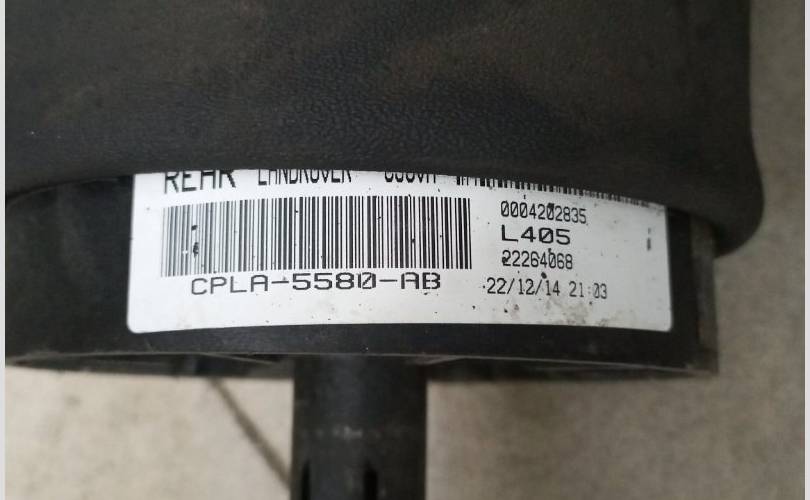 REAR LANDROVER
0004202835
L405
22264068
CPLA-5580-AB
22/12/14 21:03